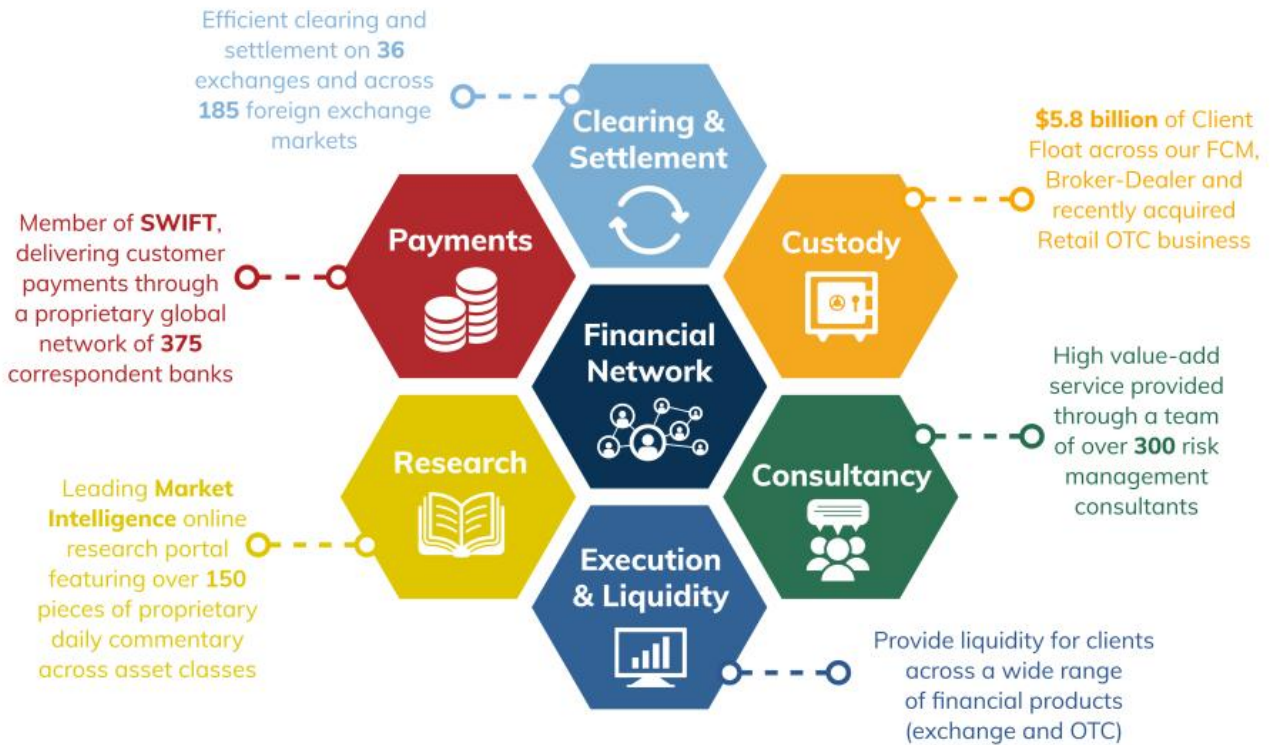 Efficient clearing and
settlement on 36
exchanges and across
185 foreign exchange
markets
Clearing &
Settlement
$5.8 billion of Client
Float across our FCM,
Broker-Dealer and
recently acquired
Retail OTC business
Custody
Member of SWIFT,
delivering customer
payments through
a proprietary global
network of 375
correspondent banks
Payments
Financial
Network
High value-add
service provided
through a team
of over 300 risk
management
consultants
Consultancy
Research
Leading Market
Intelligence online
research portal
featuring over 150
pieces of proprietary
daily commentary
across asset classes
Execution
& Liquidity
Provide liquidity for clients
across a wide range
of financial products
(exchange and OTC)